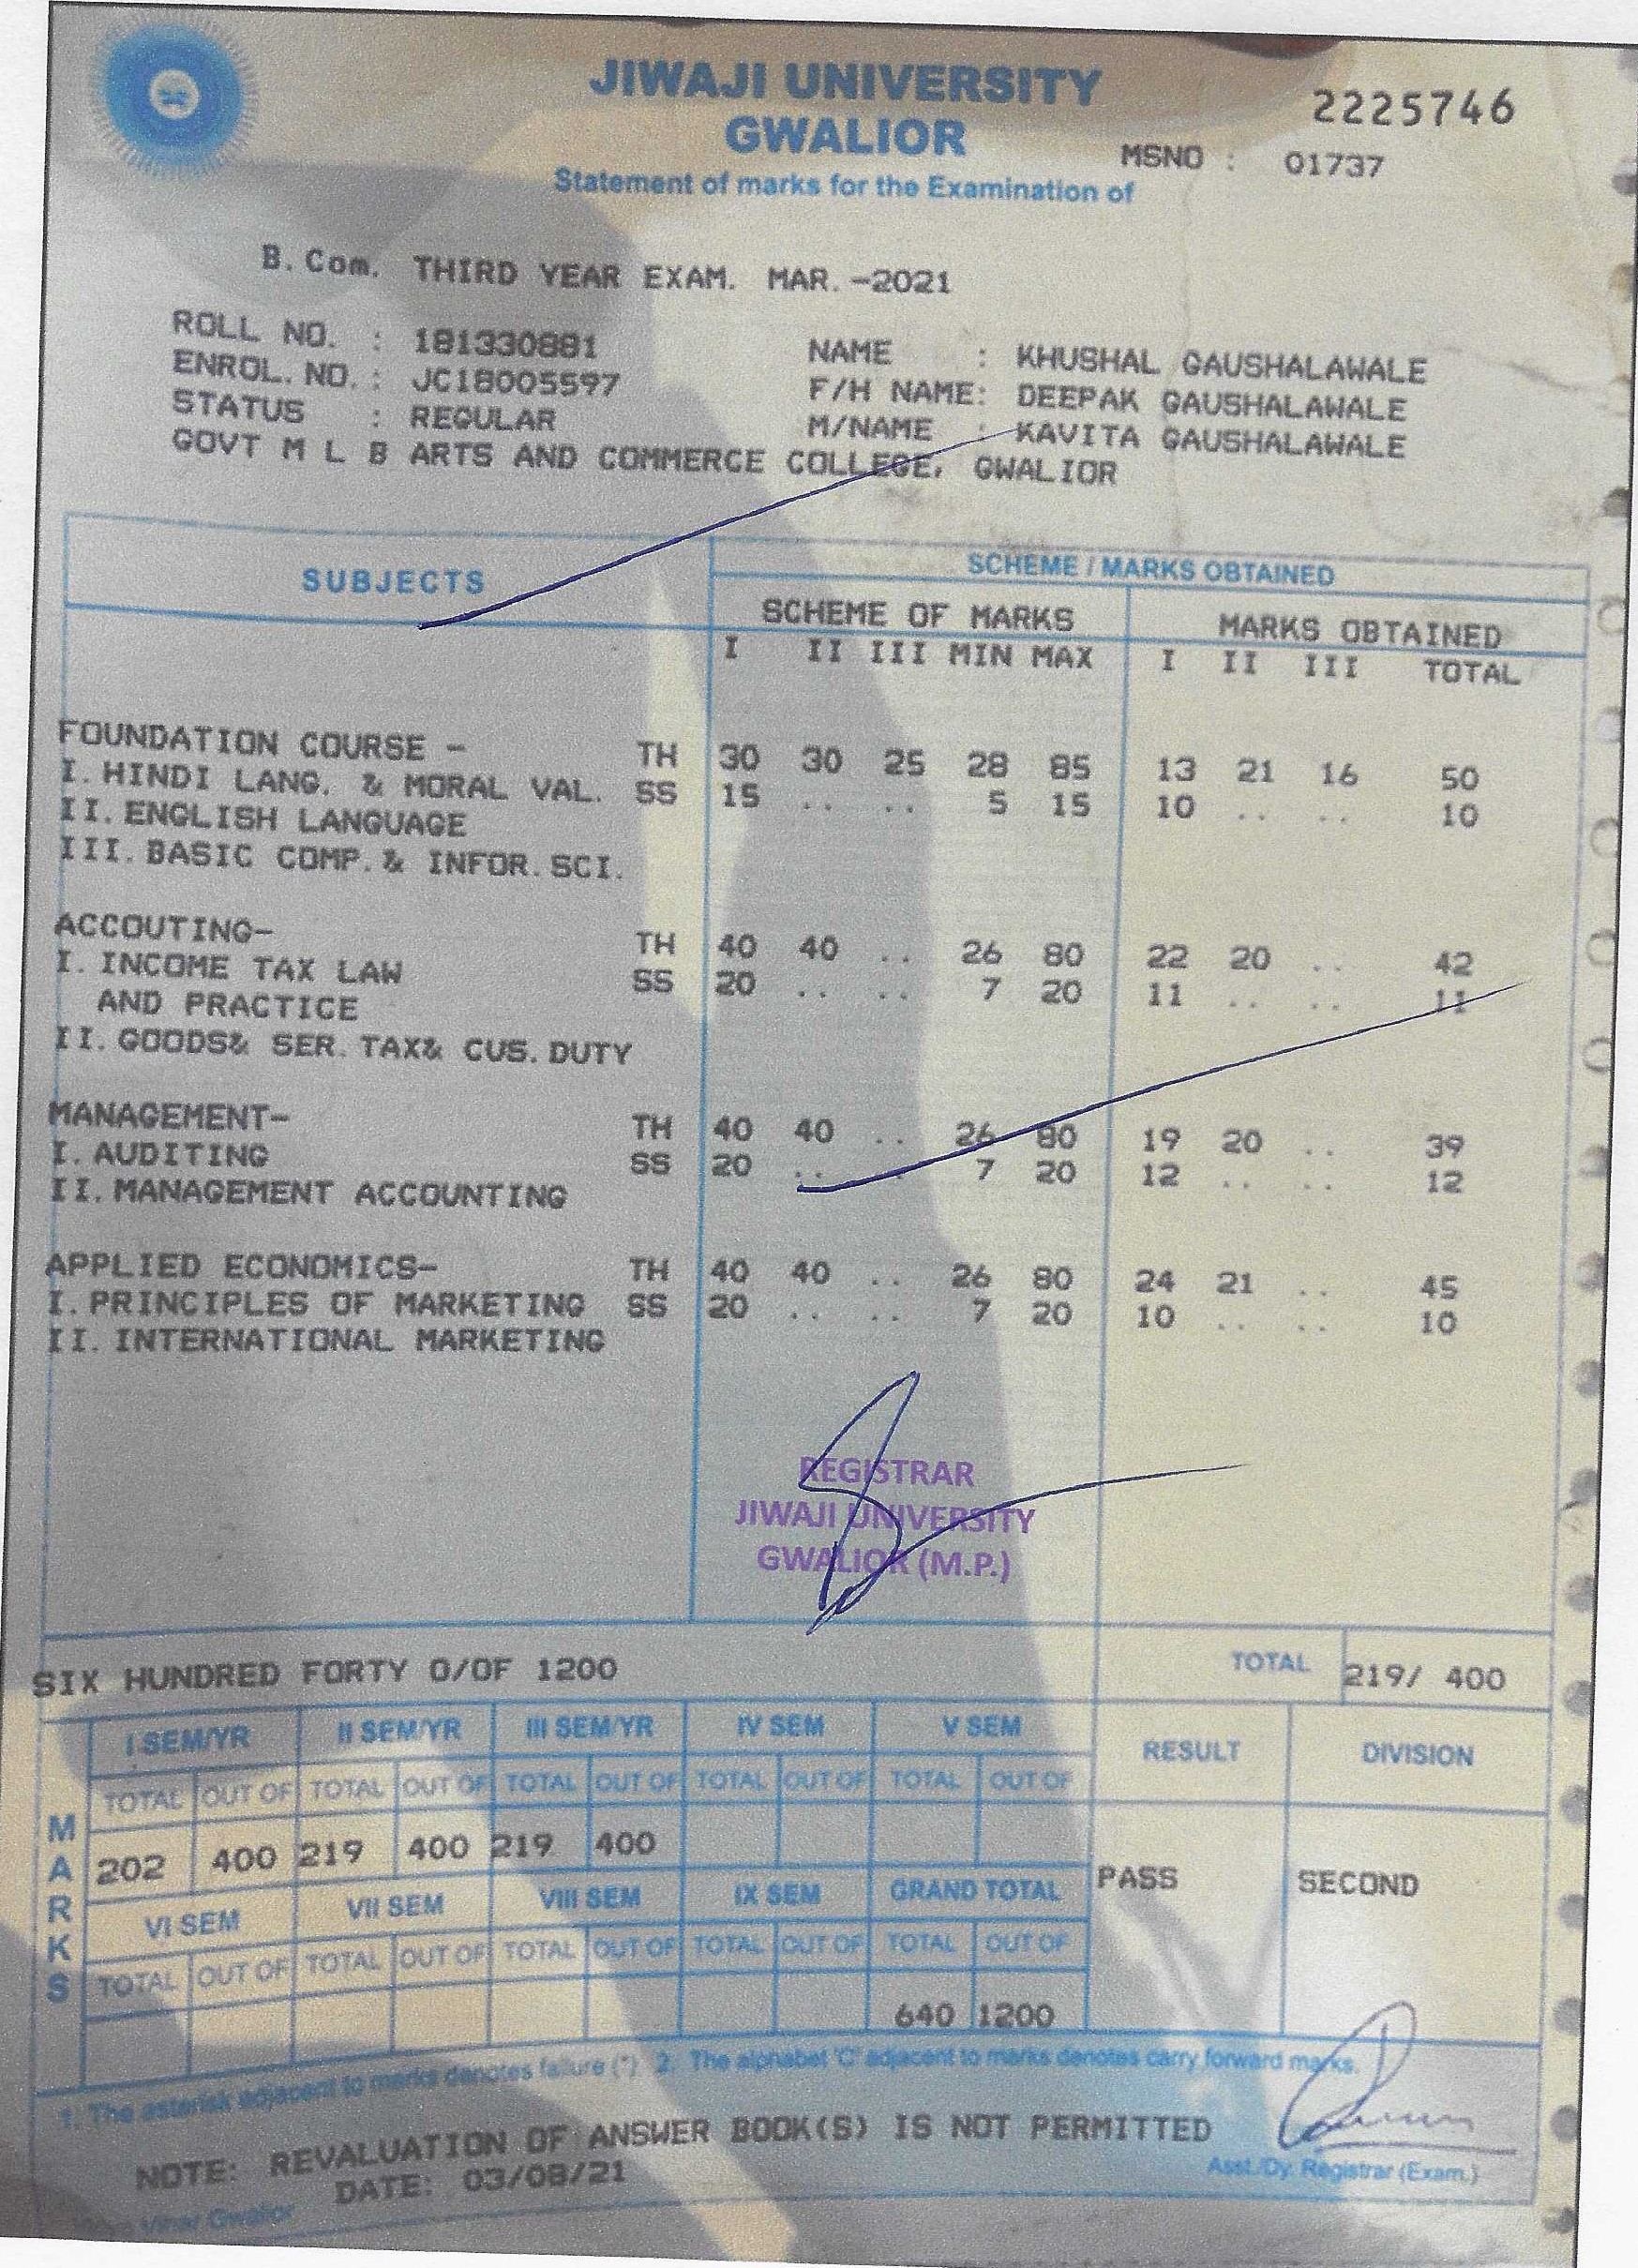 JIWAJI UNIVERSITY
GWALIOR
2225746
MSNO : 01737
Statement of marks for the Examination of
B.Com. THIRD YEAR EXAM. MAR.-2021
ROLL NO. : 181330881 NAME : KHUSHAL GAUSHALAWALE
ENROL.NO. : JC18005597 F/H NAME: DEEPAK GAUSHALAWALE
STATUS : REGULAR M/NAME : KAVITA GAUSHALAWALE
GOVT M L B ARTS AND COMMERCE COLLEGE, GWALIOR
SUBJECTS SCHEME / MARKS OBTAINED
SCHEME OF MARKS MARKS OBTAINED
I II III MIN MAX I II III TOTAL
FOUNDATION COURSE - TH 30 30 25 28 85 13 21 16 50
I.HINDI LANG. & MORAL VAL. SS 15 .. .. 5 15 10 .. .. 10
II.ENGLISH LANGUAGE
III.BASIC COMP.& INFOR.SCI.
ACCOUTING- TH 40 40 .. 26 80 22 20 .. 42
I.INCOME TAX LAW SS 20 .. .. 7 20 11 .. .. 11
AND PRACTICE
II.GOODS& SER.TAX& CUS.DUTY
MANAGEMENT- TH 40 40 .. 26 80 19 20 .. 39
I.AUDITING SS 20 .. .. 7 20 12 .. .. 12
II.MANAGEMENT ACCOUNTING
APPLIED ECONOMICS- TH 40 40 .. 26 80 24 21 .. 45
I.PRINCIPLES OF MARKETING SS 20 .. .. 7 20 10 .. .. 10
II.INTERNATIONAL MARKETING
REGISTRAR
JIWAJI UNIVERSITY
GWALIOR (M.P.)
SIX HUNDRED FORTY 0/OF 1200 TOTAL 219/ 400
I SEM/YR II SEM/YR III SEM/YR IV SEM V SEM RESULT DIVISION
TOTAL OUT OF TOTAL OUT OF TOTAL OUT OF TOTAL OUT OF TOTAL OUT OF
MARKS
202 400 219 400 219 400
PASS SECOND
VI SEM VII SEM VIII SEM IX SEM GRAND TOTAL
TOTAL OUT OF TOTAL OUT OF TOTAL OUT OF TOTAL OUT OF TOTAL OUT OF
640 1200
1. The asterisk adjacent to marks denotes failure (*) 2. The alphabet 'C' adjacent to marks denotes carry forward marks.
NOTE: REVALUATION OF ANSWER BOOK(S) IS NOT PERMITTED
DATE: 03/08/21
Asst./Dy. Registrar (Exam.)
Vihar Gwalior